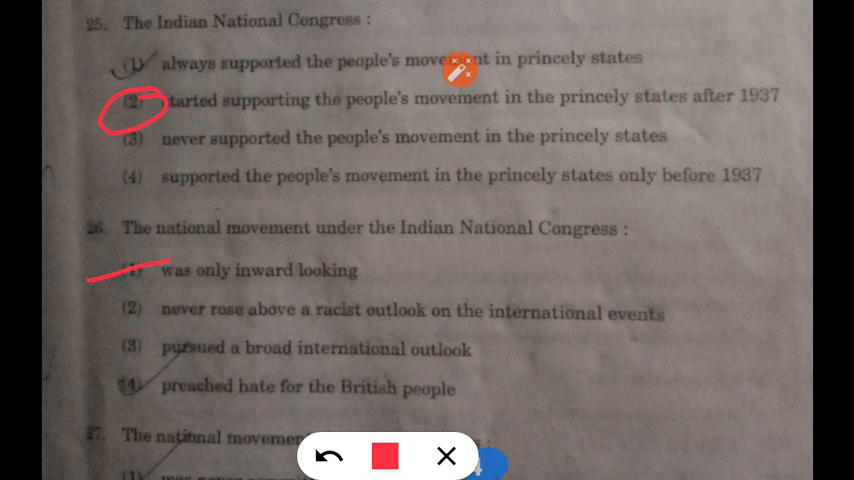 25. The Indian National Congress :
(1) always supported the people's movement in princely states
(2) started supporting the people's movement in the princely states after 1937
(3) never supported the people's movement in the princely states
(4) supported the people's movement in the princely states only before 1937
26. The national movement under the Indian National Congress :
(1) was only inward looking
(2) never rose above a racist outlook on the international events
(3) pursued a broad international outlook
(4) preached hate for the British people
27. The national
(1)